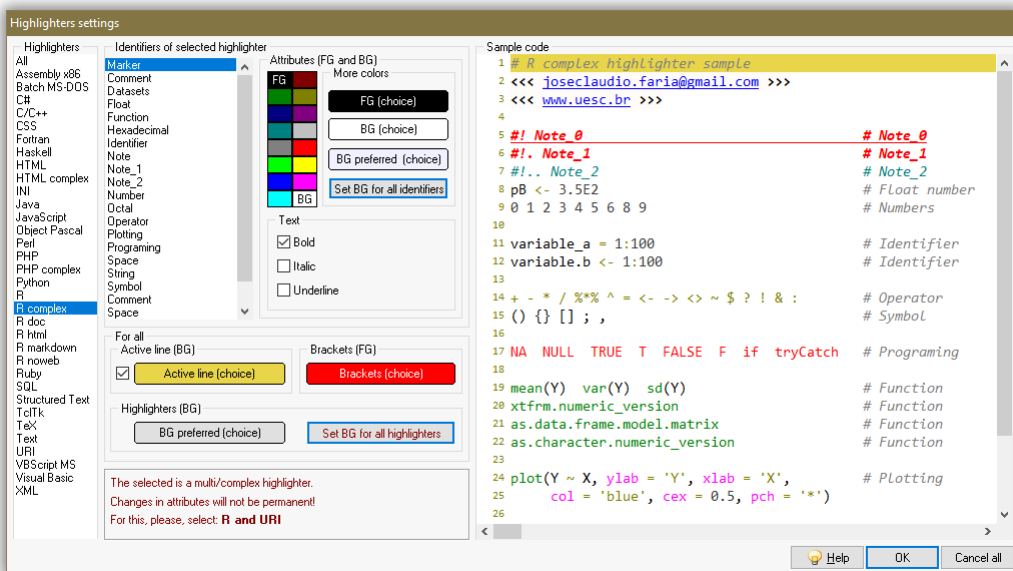 Highlighters settings
Highlighters
All
Assembly x86
Batch MS-DOS
C#
C/C++
CSS
Fortran
Haskell
HTML
HTML complex
INI
Java
JavaScript
Object Pascal
Perl
PHP
PHP complex
Python
R
R complex
R doc
R html
R markdown
R noweb
Ruby
SQL
Structured Text
TclTk
TeX
Text
URI
VBScript MS
Visual Basic
XML
Identifiers of selected highlighter
Marker
Comment
Datasets
Float
Function
Hexadecimal
Identifier
Note
Note_1
Note_2
Number
Octal
Operator
Plotting
Programing
Space
String
Symbol
Comment
Space
Attributes (FG and BG)
FG
BG
More colors
FG (choice)
BG (choice)
BG preferred (choice)
Set BG for all identifiers
Text
Bold
Italic
Underline
For all
Active line (BG)
Active line (choice)
Brackets (FG)
Brackets (choice)
Highlighters (BG)
BG preferred (choice)
Set BG for all highlighters
The selected is a multi/complex highlighter.
Changes in attributes will not be permanent!
For this, please, select: R and URI
Sample code
1 # R complex highlighter sample
2 <<< joseclaudio.faria@gmail.com >>>
3 <<< www.uesc.br >>>
4
5 #! Note_0 # Note_0
6 #!. Note_1 # Note_1
7 #!.. Note_2 # Note_2
8 pB <- 3.5E2 # Float number
9 0 1 2 3 4 5 6 8 9 # Numbers
10
11 variable_a = 1:100 # Identifier
12 variable.b <- 1:100 # Identifier
13
14 + - * / %*% ^ = <- -> <> ~ $ ? ! & : # Operator
15 () {} [] ; , # Symbol
16
17 NA NULL TRUE T FALSE F if tryCatch # Programing
18
19 mean(Y) var(Y) sd(Y) # Function
20 xtfrm.numeric_version # Function
21 as.data.frame.model.matrix # Function
22 as.character.numeric_version # Function
23
24 plot(Y ~ X, ylab = 'Y', xlab = 'X', # Plotting
25 col = 'blue', cex = 0.5, pch = '*')
26
Help
OK
Cancel all